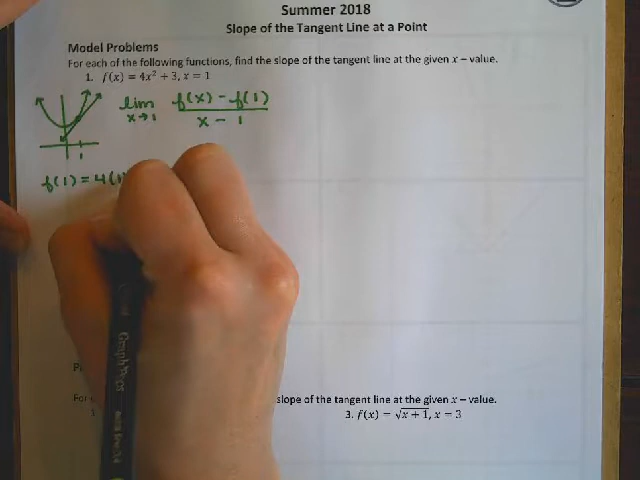 Summer 2018
Slope of the Tangent Line at a Point
Model Problems
For each of the following functions, find the slope of the tangent line at the given x – value.
1. f(x) = 4x² + 3, x = 1
lim x→1 f(x) - f(1) / x - 1
1
f(1) = 4(1)
slope of the tangent line at the given x – value.
3. f(x) = √x + 1, x = 3